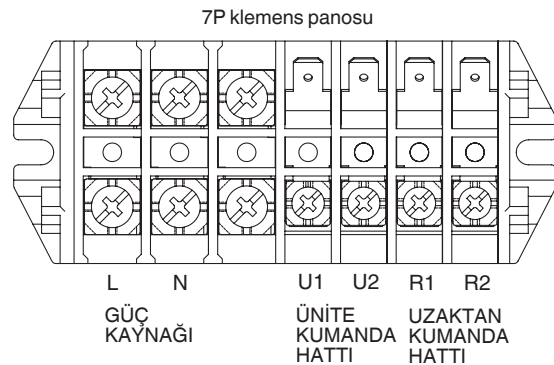 7P klemens panosu
L N U1 U2 R1 R2
GÜÇ
KAYNAĞI
ÜNİTE
KUMANDA
HATTI
UZAKTAN
KUMANDA
HATTI